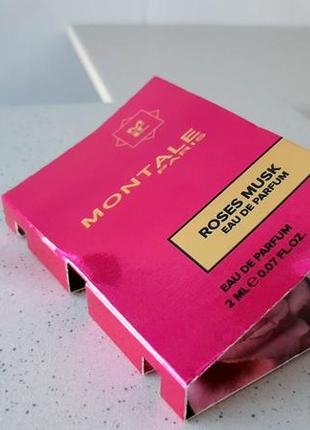 MONTALE
PARIS
ROSES MUSK
EAU DE PARFUM
EAU DE PARFUM
2 ML ℮ 0.07 FL.OZ.